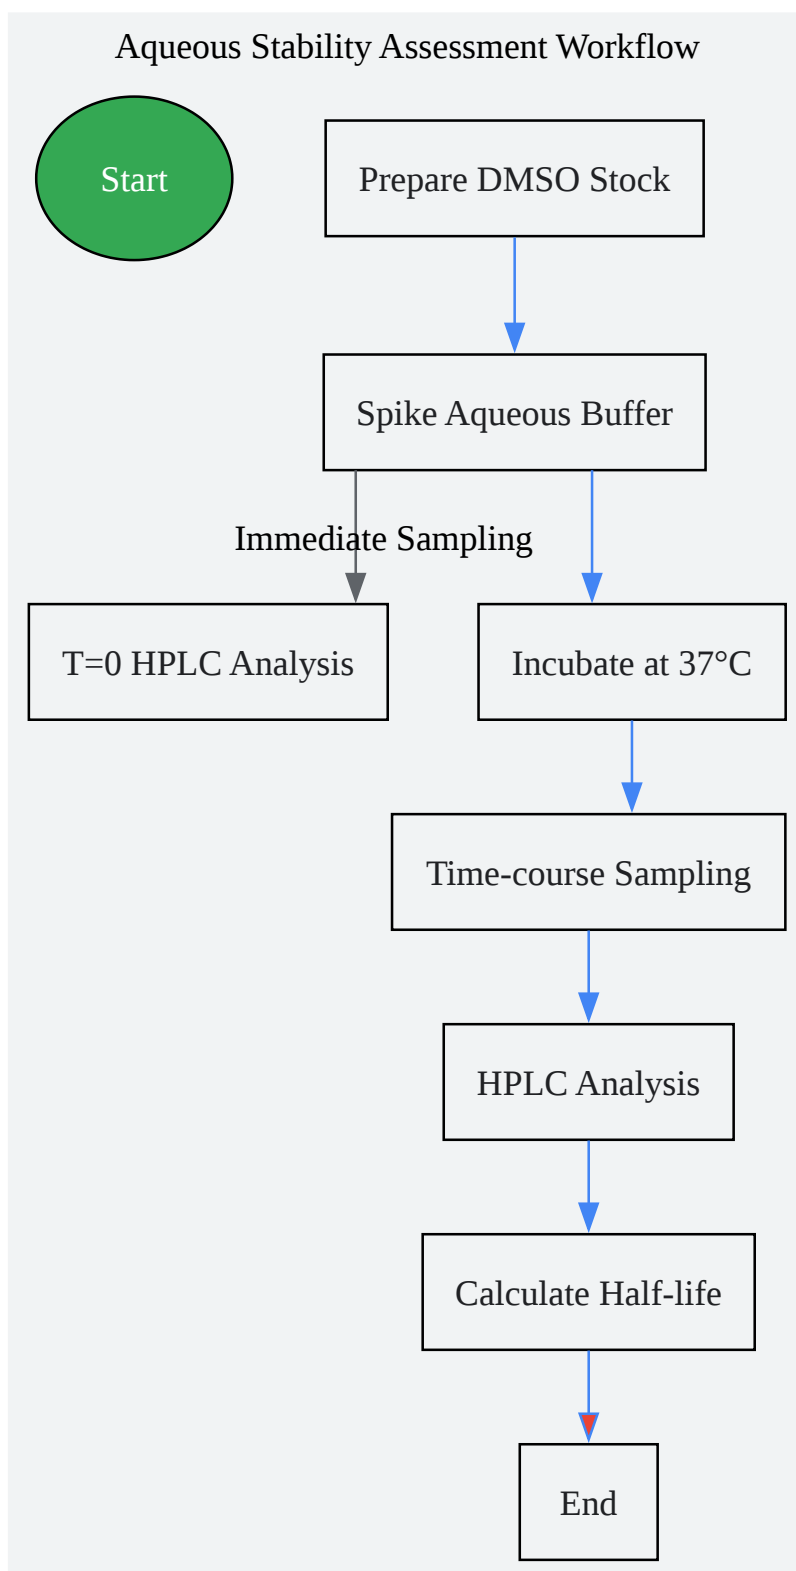 Aqueous Stability Assessment Workflow
Start
Prepare DMSO Stock
Spike Aqueous Buffer
Immediate Sampling
T=0 HPLC Analysis
Incubate at 37°C
Time-course Sampling
HPLC Analysis
Calculate Half-life
End